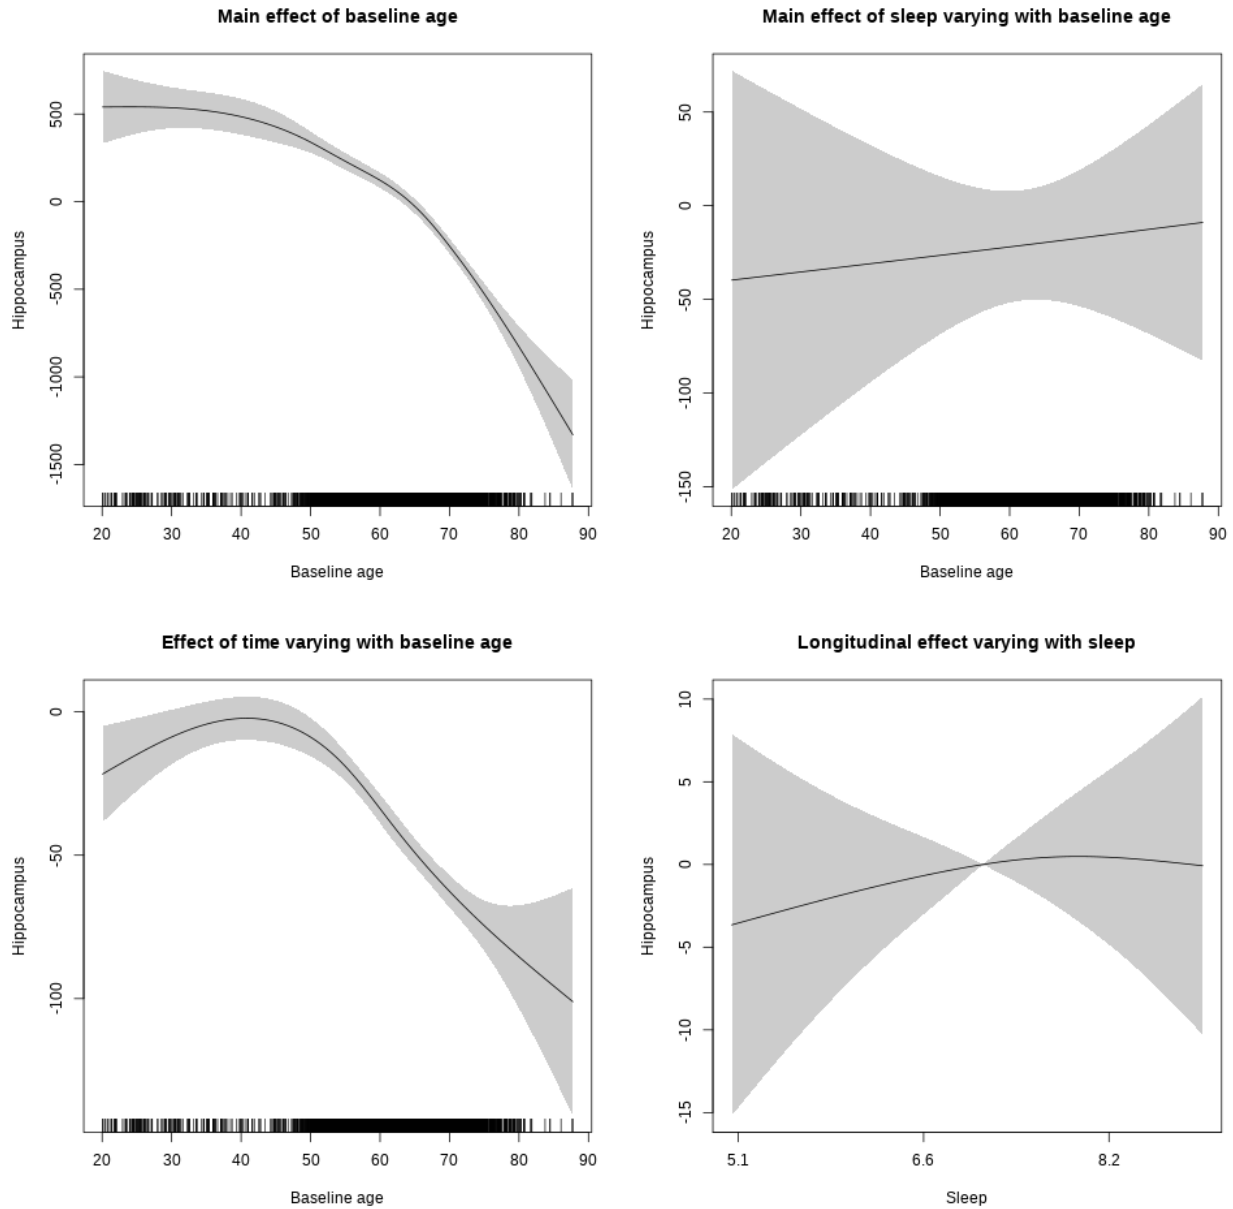 Main effect of baseline age
Hippocampus
500
0
-500
-1000
-1500
20 30 40 50 60 70 80 90
Baseline age
Main effect of sleep varying with baseline age
Hippocampus
50
0
-50
-100
-150
20 30 40 50 60 70 80 90
Baseline age
Effect of time varying with baseline age
Hippocampus
0
-50
-100
20 30 40 50 60 70 80 90
Baseline age
Longitudinal effect varying with sleep
Hippocampus
10
5
0
-5
-10
-15
5.1 6.6 8.2
Sleep